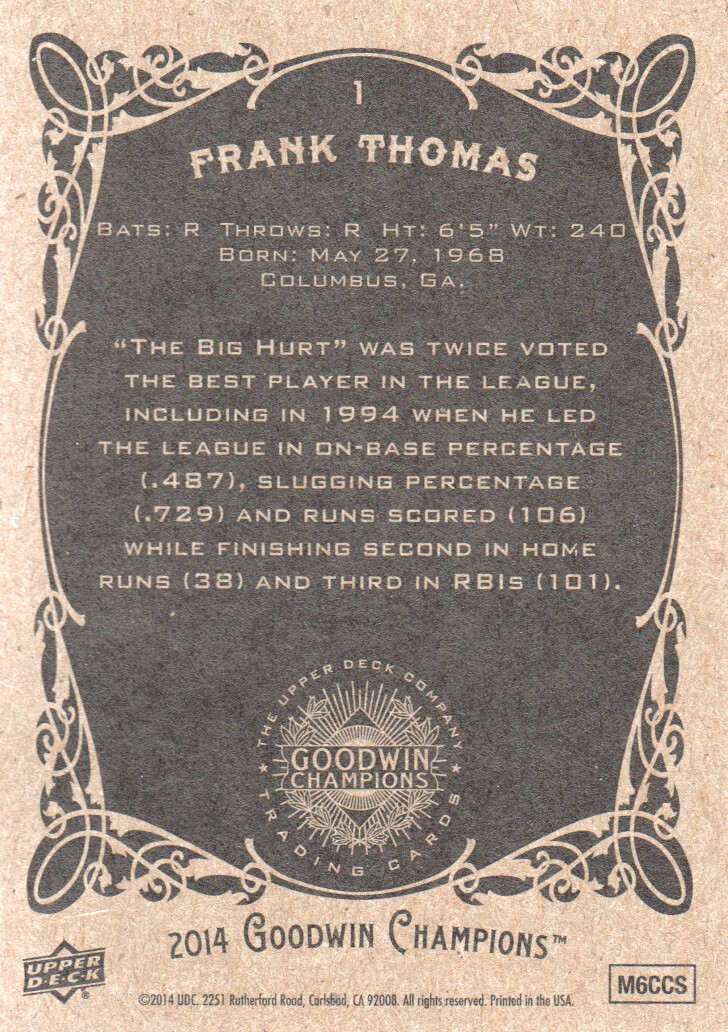 1
FRANK THOMAS
BATS: R THROWS: R HT: 6'5" WT: 240
BORN: MAY 27, 1968
COLUMBUS, GA.
"THE BIG HURT" WAS TWICE VOTED
THE BEST PLAYER IN THE LEAGUE,
INCLUDING IN 1994 WHEN HE LED
THE LEAGUE IN ON-BASE PERCENTAGE
(.487), SLUGGING PERCENTAGE
(.729) AND RUNS SCORED (106)
WHILE FINISHING SECOND IN HOME
RUNS (38) AND THIRD IN RBIS (101).
THE UPPER DECK COMPANY
GOODWIN
CHAMPIONS
★ TRADING CARDS ★
2014 GOODWIN CHAMPIONS™
UPPER
D·E·C·K®
©2014 UDC. 2251 Rutherford Road, Carlsbad, CA 92008. All rights reserved. Printed in the USA.
M6CCS